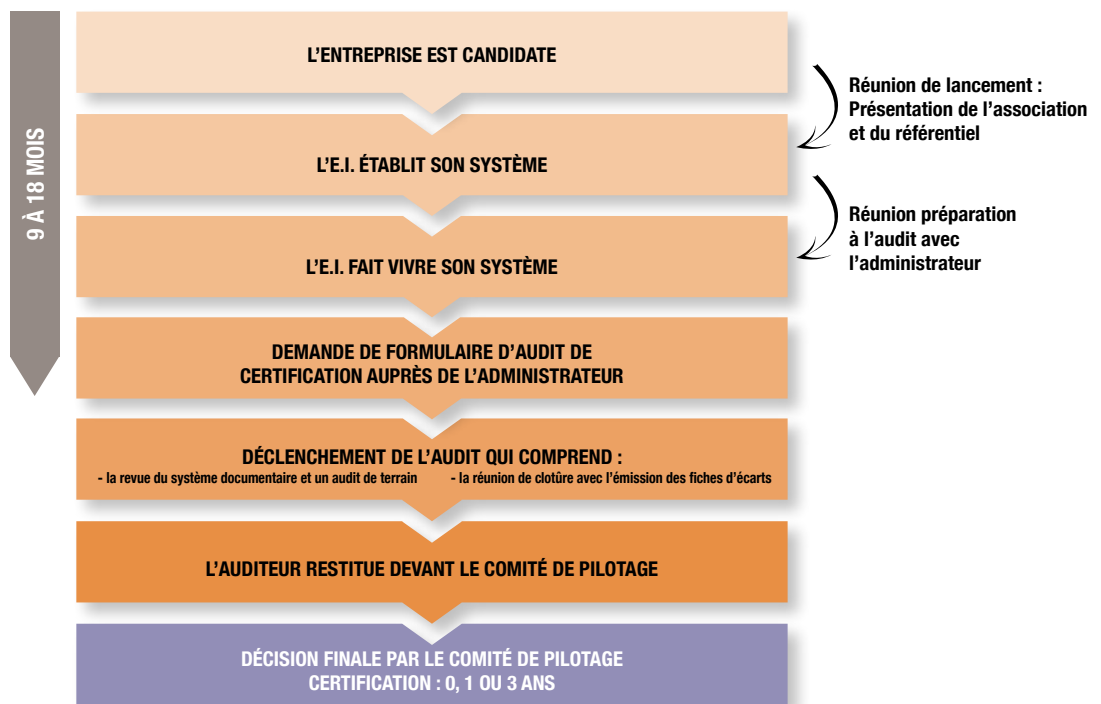 9 À 18 MOIS
L'ENTREPRISE EST CANDIDATE
Réunion de lancement :
Présentation de l'association
et du référentiel
L'E.I. ÉTABLIT SON SYSTÈME
Réunion préparation
à l'audit avec
l'administrateur
L'E.I. FAIT VIVRE SON SYSTÈME
DEMANDE DE FORMULAIRE D'AUDIT DE
CERTIFICATION AUPRÈS DE L'ADMINISTRATEUR
DÉCLENCHEMENT DE L'AUDIT QUI COMPREND :
- la revue du système documentaire et un audit de terrain - la réunion de clotûre avec l'émission des fiches d'écarts
L'AUDITEUR RESTITUE DEVANT LE COMITÉ DE PILOTAGE
DÉCISION FINALE PAR LE COMITÉ DE PILOTAGE
CERTIFICATION : 0, 1 OU 3 ANS